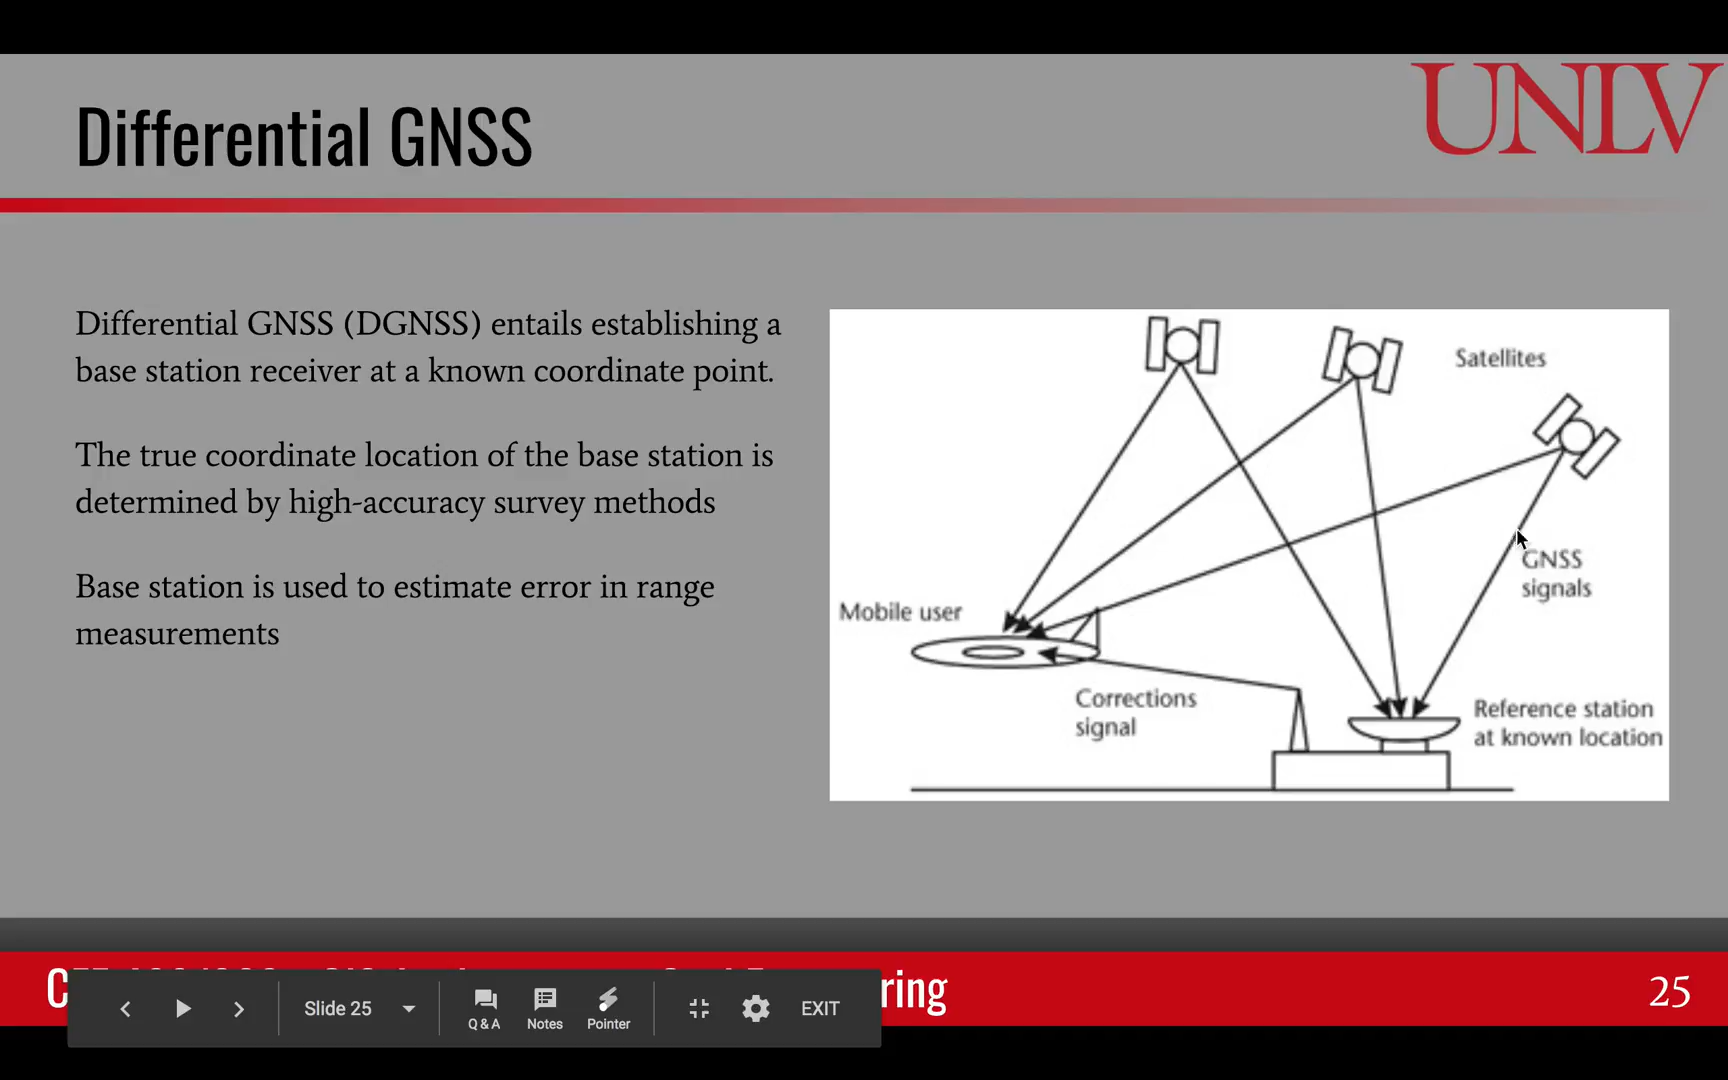 UNLV
Differential GNSS
Differential GNSS (DGNSS) entails establishing a
base station receiver at a known coordinate point.
The true coordinate location of the base station is
determined by high-accuracy survey methods
Base station is used to estimate error in range
measurements
Satellites
GNSS
signals
Mobile user
Corrections
signal
Reference station
at known location
ring
25
Slide 25
Q & A
Notes
Pointer
EXIT